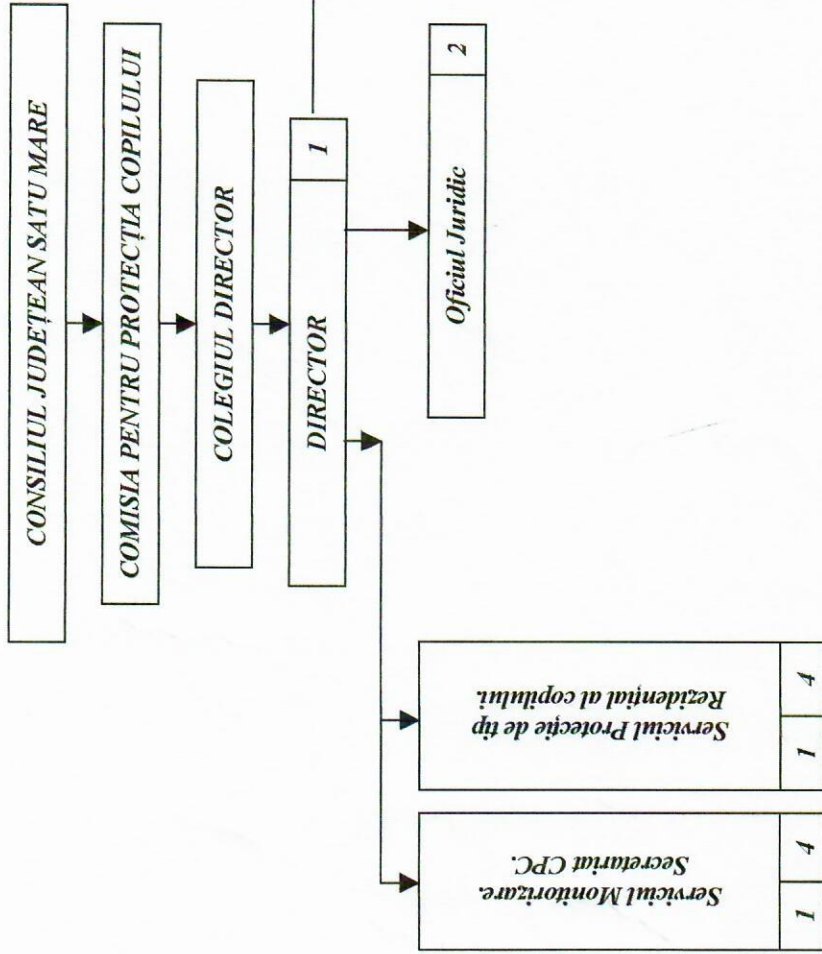 CONSILIUL JUDEȚEAN SATU MARE
COMISIA PENTRU PROTECȚIA COPILULUI
COLEGIUL DIRECTOR
DIRECTOR
1
Oficiul Juridic
2
Serviciul Monitorizare.
Secretariat CPC.
1
4
Serviciul Protecție de tip
Rezidențial al copilului.
1
4